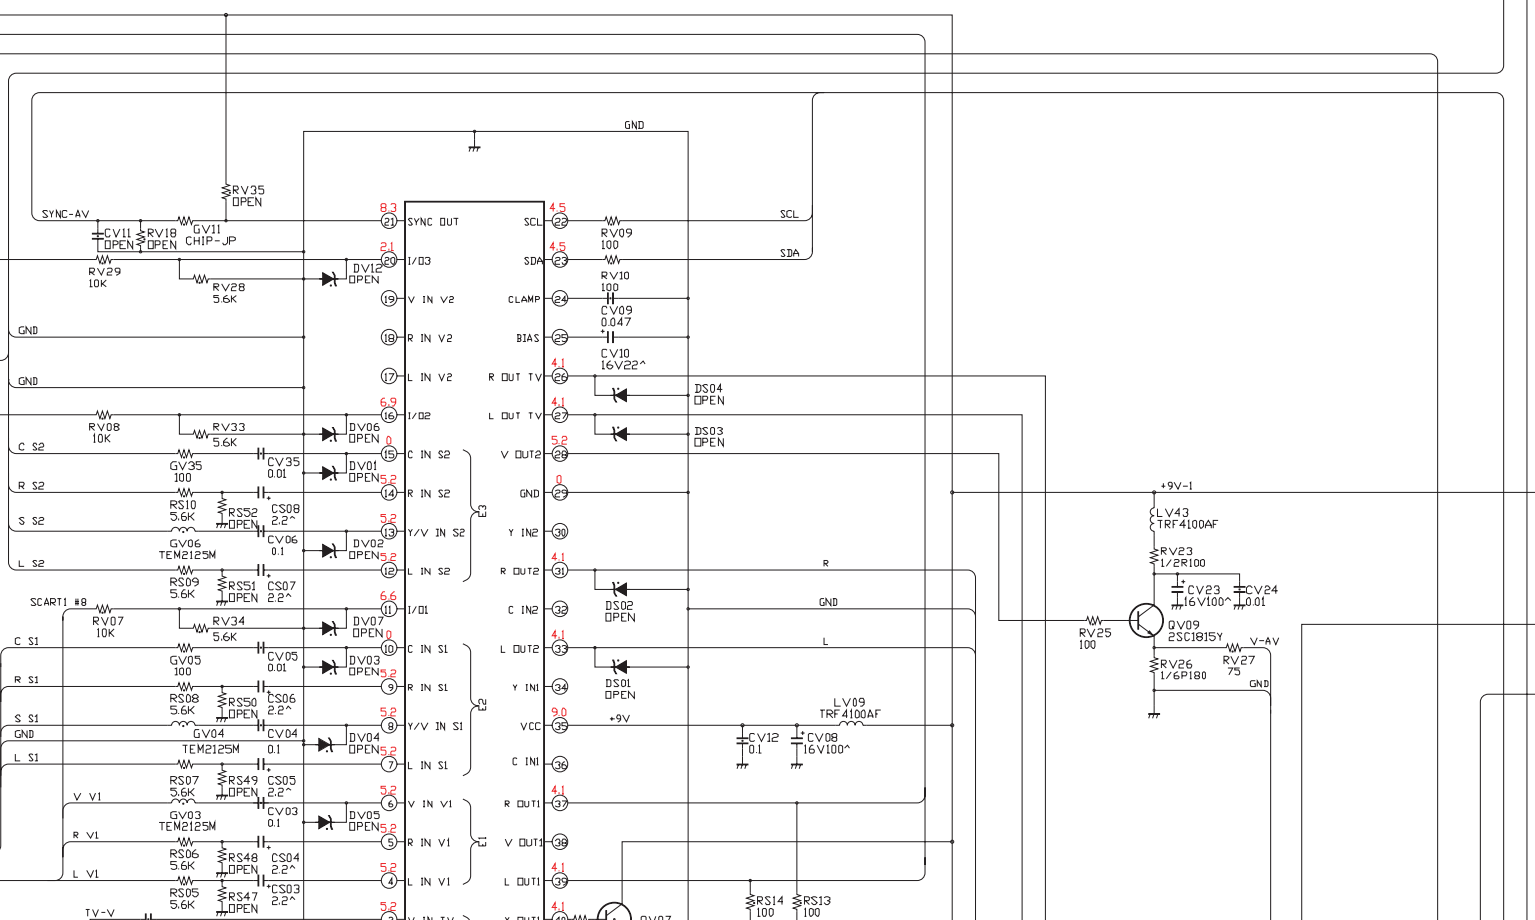 GND
RV35
OPEN
SYNC-AV
CV11
OPEN
RV18
OPEN
GV11
CHIP-JP
8.3
21
SYNC OUT
4.5
SCL
22
RV09
100
SCL
2.1
20
I/O3
4.5
SDA
23
RV10
100
SDA
RV29
10K
RV28
5.6K
DV12
OPEN
19
V IN V2
CLAMP
24
CV09
0.047
GND
18
R IN V2
BIAS
25
CV10
16V22^
GND
17
L IN V2
4.1
R OUT TV
26
DS04
OPEN
RV08
10K
6.9
16
I/O2
4.1
L OUT TV
27
DS03
OPEN
RV33
5.6K
DV06
OPEN
C S2
GV35
100
CV35
0.01
0
15
C IN S2
5.2
V OUT2
28
DV01
OPEN
R S2
RS10
5.6K
RS52
OPEN
CS08
2.2^
5.2
14
R IN S2
0
GND
29
+9V-1
E3
S S2
GV06
TEM2125M
CV06
0.1
5.2
13
Y/V IN S2
Y IN2
30
LV43
TRF4100AF
DV02
OPEN
RV23
1/2R100
L S2
RS09
5.6K
RS51
OPEN
CS07
2.2^
5.2
12
L IN S2
4.1
R OUT2
31
R
DS02
OPEN
CV23
16V100^
CV24
0.01
SCART1 #8
RV07
10K
6.6
11
I/O1
C IN2
32
GND
RV34
5.6K
DV07
OPEN
RV25
100
QV09
2SC1815Y
C S1
GV05
100
CV05
0.01
0
10
C IN S1
4.1
L OUT2
33
L
V-AV
RV27
75
DV03
OPEN
DS01
OPEN
RV26
1/6P180
R S1
RS08
5.6K
RS50
OPEN
CS06
2.2^
5.2
9
R IN S1
Y IN1
34
GND
E2
S S1
GV04
TEM2125M
CV04
0.1
5.2
8
Y/V IN S1
9.0
VCC
35
+9V
LV09
TRF4100AF
GND
DV04
OPEN
CV12
0.1
CV08
16V100^
L S1
RS07
5.6K
RS49
OPEN
CS05
2.2^
5.2
7
L IN S1
C IN1
36
V V1
GV03
TEM2125M
CV03
0.1
5.2
6
V IN V1
4.1
R OUT1
37
DV05
OPEN
R V1
RS06
5.6K
RS48
OPEN
CS04
2.2^
5.2
5
R IN V1
E1
V OUT1
38
L V1
RS05
5.6K
RS47
OPEN
CS03
2.2^
5.2
4
L IN V1
4.1
L OUT1
39
RS14
100
RS13
100
TV-V
5.2
4.1